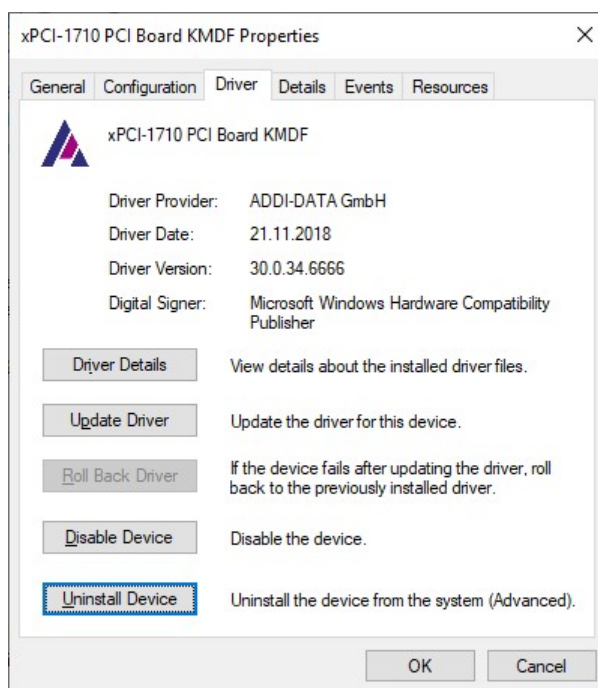 xPCI-1710 PCI Board KMDF Properties
General Configuration Driver Details Events Resources
xPCI-1710 PCI Board KMDF
Driver Provider: ADDI-DATA GmbH
Driver Date: 21.11.2018
Driver Version: 30.0.34.6666
Digital Signer: Microsoft Windows Hardware Compatibility
Publisher
Driver Details View details about the installed driver files.
Update Driver Update the driver for this device.
Roll Back Driver If the device fails after updating the driver, roll
back to the previously installed driver.
Disable Device Disable the device.
Uninstall Device Uninstall the device from the system (Advanced).
OK Cancel